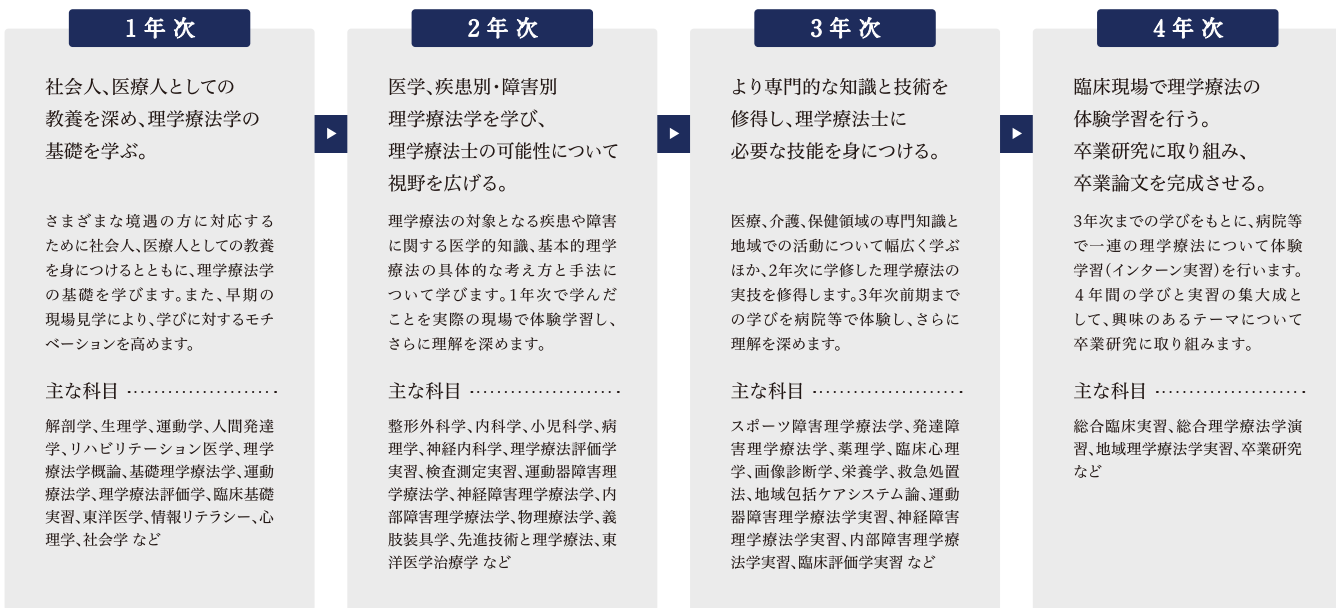 1年次
社会人、医療人としての
教養を深め、理学療法学の
基礎を学ぶ。
さまざまな境遇の方に対応する
ために社会人、医療人としての教養
を身につけるとともに、理学療法学
の基礎を学びます。また、早期の
現場見学により、学びに対するモチ
ベーションを高めます。
主な科目
解剖学、生理学、運動学、人間発達
学、リハビリテーション医学、理学
療法学概論、基礎理学療法学、運動
療法学、理学療法評価学、臨床基礎
実習、東洋医学、情報リテラシー、心
理学、社会学 など
2年次
医学、疾患別・障害別
理学療法学を学び、
理学療法士の可能性について
視野を広げる。
理学療法の対象となる疾患や障害
に関する医学的知識、基本的理学
療法の具体的な考え方と手法に
ついて学びます。1年次で学んだ
ことを実際の現場で体験学習し、
さらに理解を深めます。
主な科目
整形外科学、内科学、小児科学、病
理学、神経内科学、理学療法評価学
実習、検査測定実習、運動器障害理
学療法学、神経障害理学療法学、内
部障害理学療法学、物理療法学、義
肢装具学、先進技術と理学療法、東
洋医学治療学 など
3年次
より専門的な知識と技術を
修得し、理学療法士に
必要な技能を身につける。
医療、介護、保健領域の専門知識と
地域での活動について幅広く学ぶ
ほか、2年次に学修した理学療法の
実技を修得します。3年次前期まで
の学びを病院等で体験し、さらに
理解を深めます。
主な科目
スポーツ障害理学療法学、発達障
害理学療法学、薬理学、臨床心理
学、画像診断学、栄養学、救急処置
法、地域包括ケアシステム論、運動
器障害理学療法学実習、神経障害
理学療法学実習、内部障害理学療
法学実習、臨床評価学実習 など
4年次
臨床現場で理学療法の
体験学習を行う。
卒業研究に取り組み、
卒業論文を完成させる。
3年次までの学びをもとに、病院等
で一連の理学療法について体験
学習(インターン実習)を行います。
4年間の学びと実習の集大成と
して、興味のあるテーマについて
卒業研究に取り組みます。
主な科目
総合臨床実習、総合理学療法学演
習、地域理学療法学実習、卒業研究
など